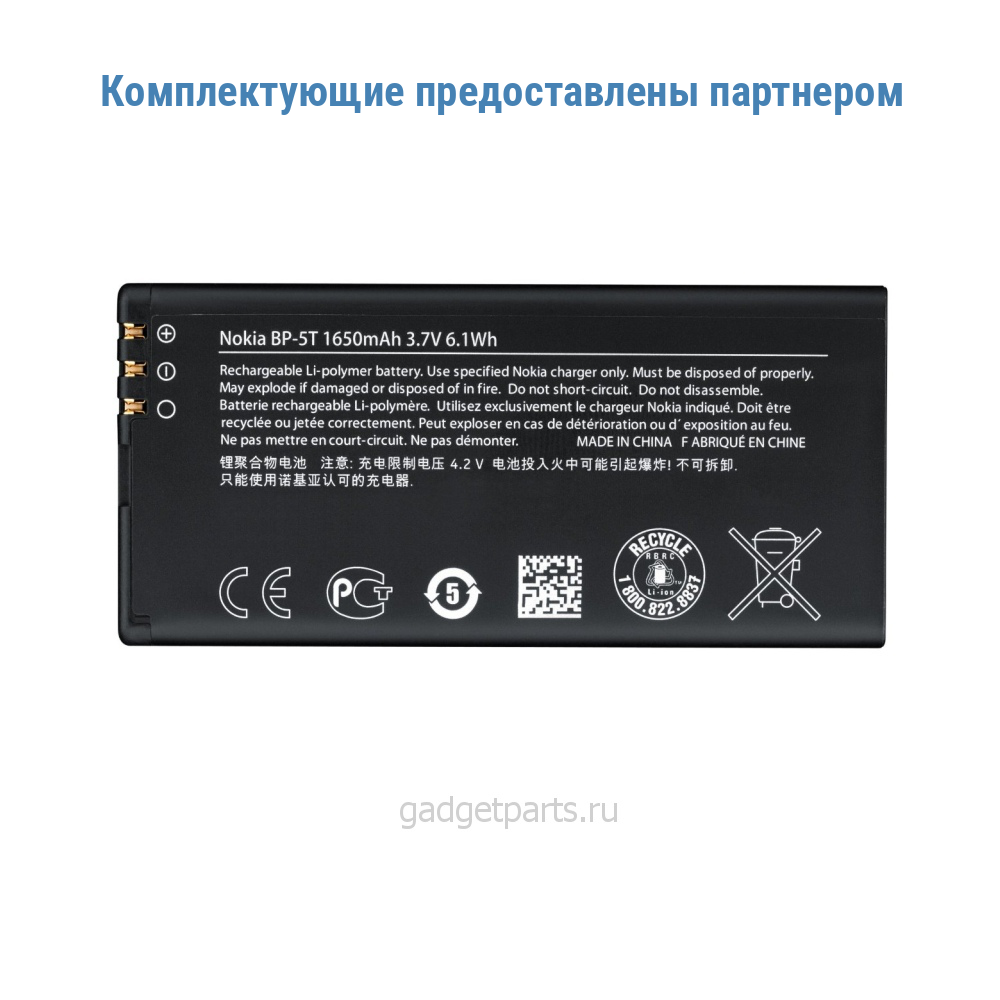 Комплектующие предоставлены партнером
Nokia BP-5T 1650mAh 3.7V 6.1Wh
Rechargeable Li-polymer battery. Use specified Nokia charger only. Must be disposed of properly.
May explode if damaged or disposed of in fire. Do not short-circuit. Do not disassemble.
Batterie rechargeable Li-polymère. Utilisez exclusivement le chargeur Nokia indiqué. Doit être
recyclée ou jetée correctement. Peut exploser en cas de détérioration ou d´ exposition au feu.
Ne pas mettre en court-circuit. Ne pas démonter. MADE IN CHINA F ABRIQUÉ EN CHINE
锂聚合物电池 注意: 充电限制电压 4.2 V 电池投入火中可能引起爆炸! 不可拆卸.
只能使用诺基亚认可的充电器.
CE
РСТ
5
RECYCLE
RBRC
TM
Li-ion
1.800.822.8837
gadgetparts.ru